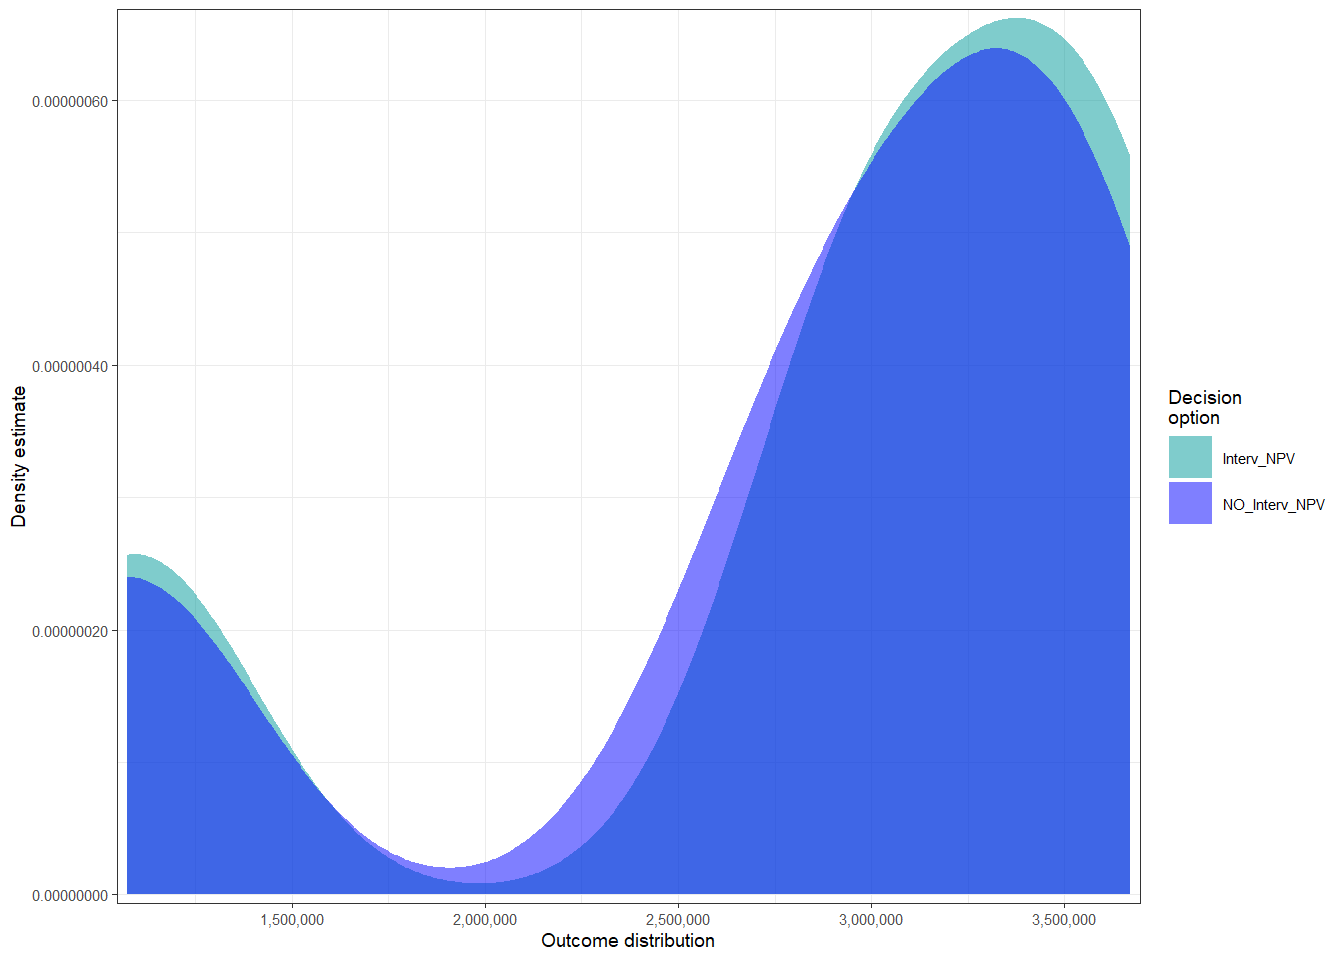 0.00000060
0.00000040
0.00000020
0.00000000
Density estimate
1,500,000
2,000,000
2,500,000
3,000,000
3,500,000
Outcome distribution
Decision
option
Interv_NPV
NO_Interv_NPV